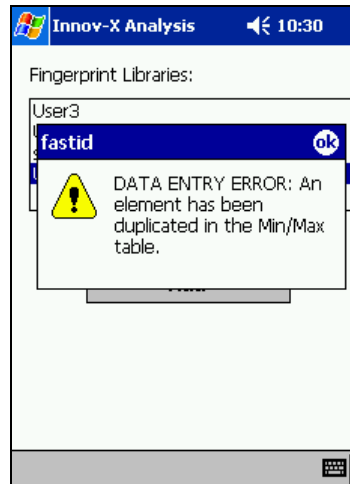 Innov-X Analysis 10:30
Fingerprint Libraries:
User3
fastid ok
DATA ENTRY ERROR: An
element has been
duplicated in the Min/Max
table.